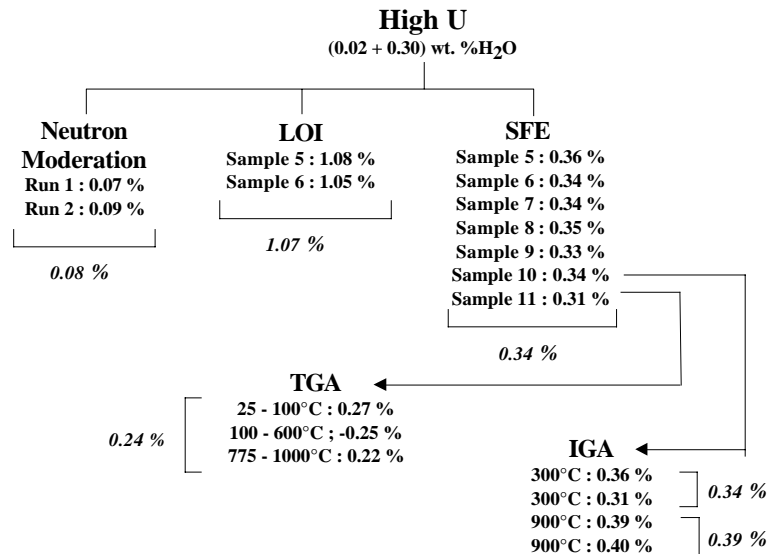 High U
(0.02 + 0.30) wt. %H2O
Neutron
Moderation
Run 1 : 0.07 %
Run 2 : 0.09 %
0.08 %
LOI
Sample 5 : 1.08 %
Sample 6 : 1.05 %
1.07 %
SFE
Sample 5 : 0.36 %
Sample 6 : 0.34 %
Sample 7 : 0.34 %
Sample 8 : 0.35 %
Sample 9 : 0.33 %
Sample 10 : 0.34 %
Sample 11 : 0.31 %
0.34 %
TGA
25 - 100°C : 0.27 %
100 - 600°C ; -0.25 %
775 - 1000°C : 0.22 %
0.24 %
IGA
300°C : 0.36 %
300°C : 0.31 %
0.34 %
900°C : 0.39 %
900°C : 0.40 %
0.39 %